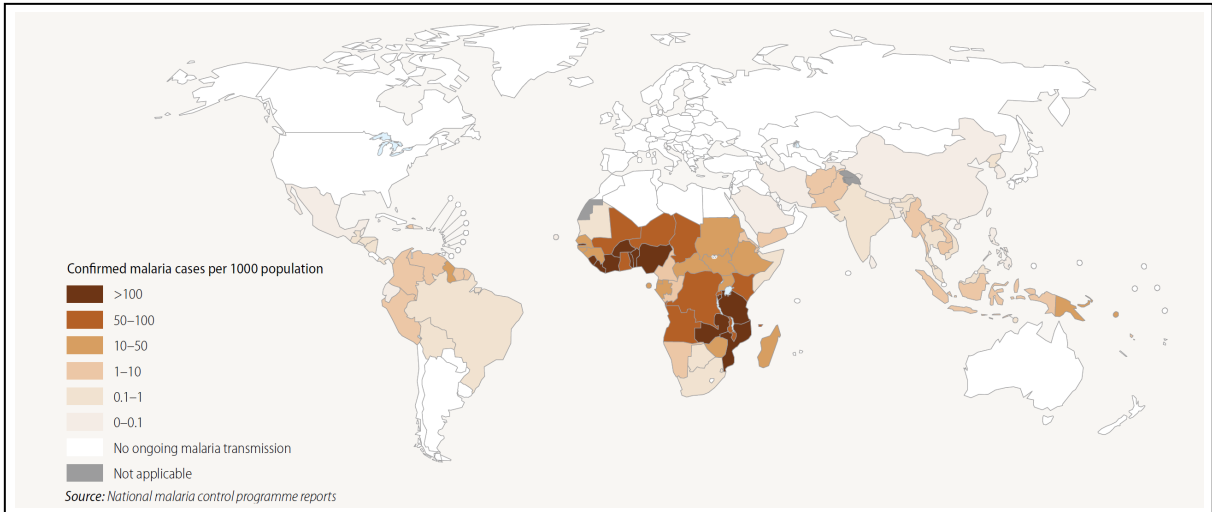 Confirmed malaria cases per 1000 population
>100
50–100
10–50
1–10
0.1–1
0–0.1
No ongoing malaria transmission
Not applicable
Source: National malaria control programme reports